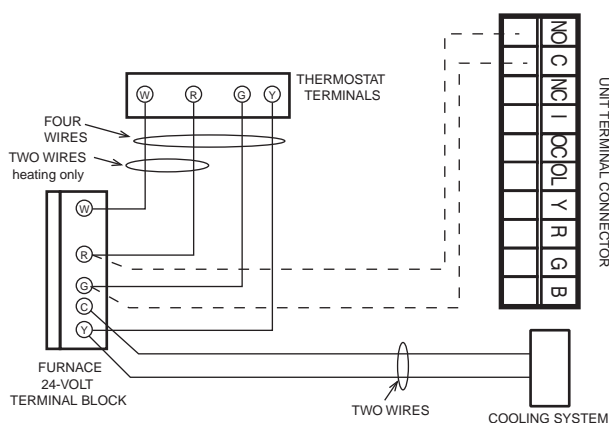 THERMOSTAT
TERMINALS
W
R
G
Y
FOUR
WIRES
TWO WIRES
heating only
W
R
G
C
Y
FURNACE
24-VOLT
TERMINAL BLOCK
TWO WIRES
COOLING SYSTEM
NO
C
NC
I
OC
OL
Y
R
G
B
UNIT TERMINAL CONNECTOR